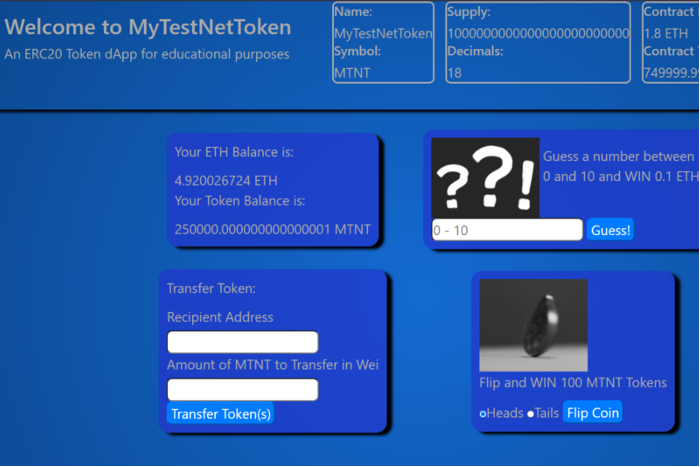 Welcome to MyTestNetToken
An ERC20 Token dApp for educational purposes
Name:
MyTestNetToken
Symbol:
MTNT
Supply:
1000000000000000000000000
Decimals:
18
Contract
1.8 ETH
Contract
749999.9
Your ETH Balance is:
4.920026724 ETH
Your Token Balance is:
250000.000000000000001 MTNT
??!
Guess a number between
0 and 10 and WIN 0.1 ETH
0 - 10
Guess!
Transfer Token:
Recipient Address
Amount of MTNT to Transfer in Wei
Transfer Token(s)
Flip and WIN 100 MTNT Tokens
Heads Tails Flip Coin